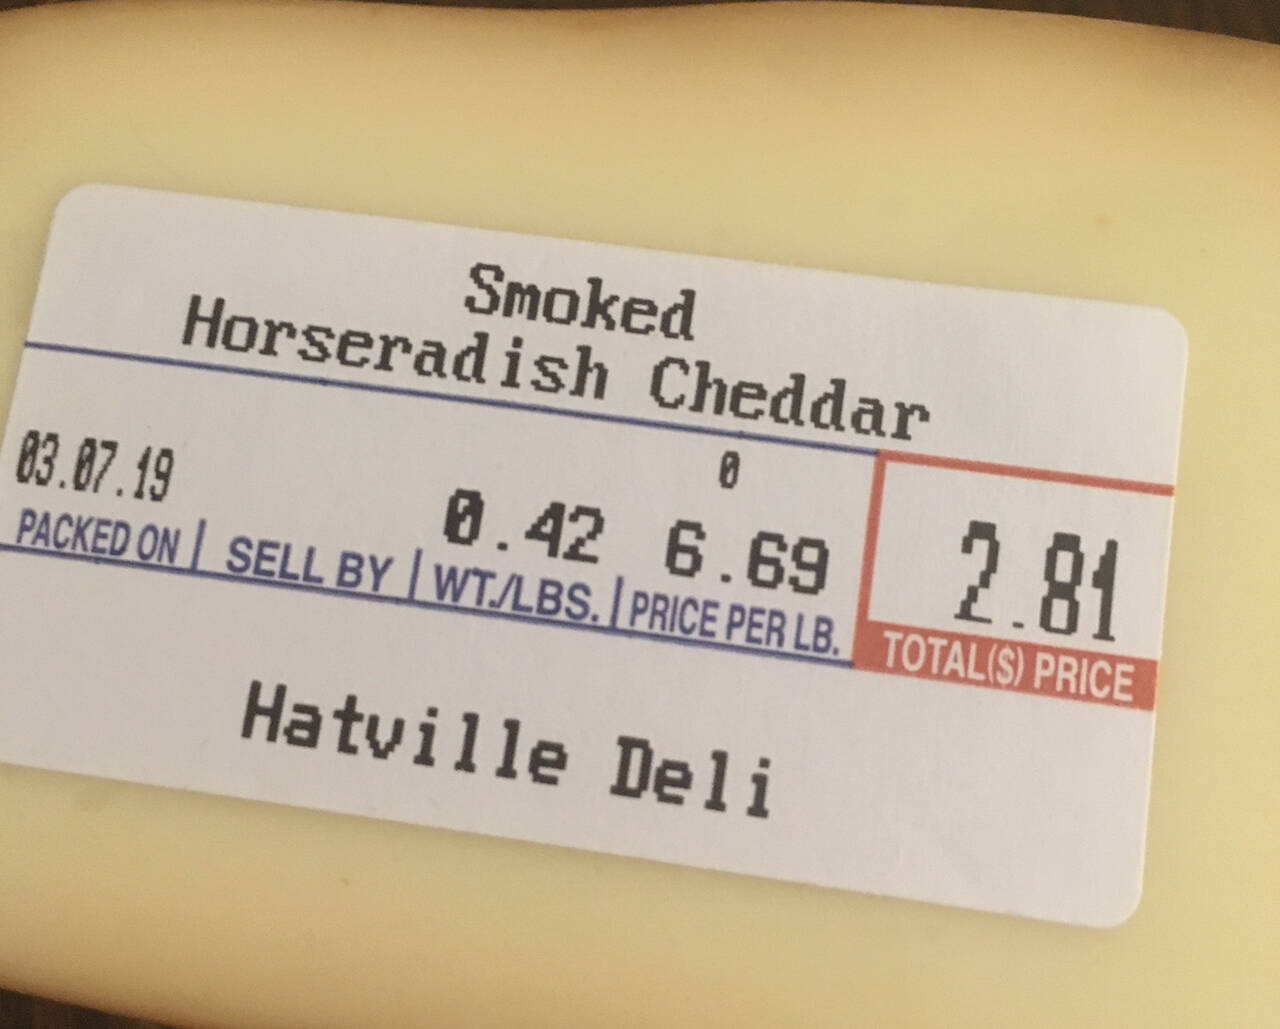 Smoked
Horseradish Cheddar
0
03.07.19 0.42 6.69 2.81
PACKED ON | SELL BY | WT./LBS. | PRICE PER LB. TOTAL($) PRICE
Hatville Deli